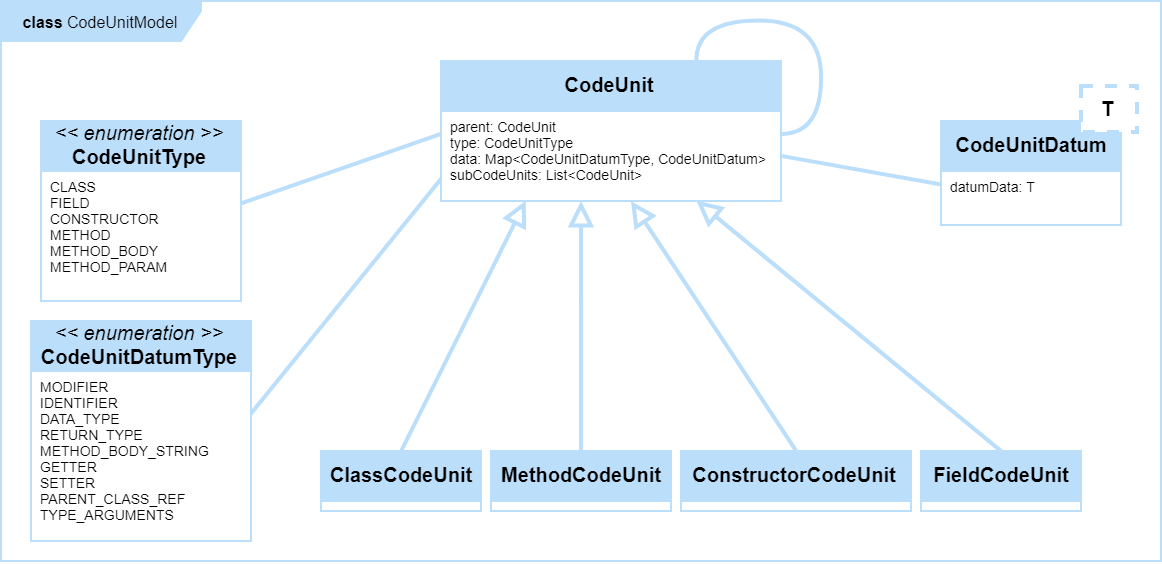 class CodeUnitModel
CodeUnit
parent: CodeUnit
type: CodeUnitType
data: Map<CodeUnitDatumType, CodeUnitDatum>
subCodeUnits: List<CodeUnit>
T
CodeUnitDatum
datumData: T
<< enumeration >>
CodeUnitType
CLASS
FIELD
CONSTRUCTOR
METHOD
METHOD_BODY
METHOD_PARAM
<< enumeration >>
CodeUnitDatumType
MODIFIER
IDENTIFIER
DATA_TYPE
RETURN_TYPE
METHOD_BODY_STRING
GETTER
SETTER
PARENT_CLASS_REF
TYPE_ARGUMENTS
ClassCodeUnit
MethodCodeUnit
ConstructorCodeUnit
FieldCodeUnit